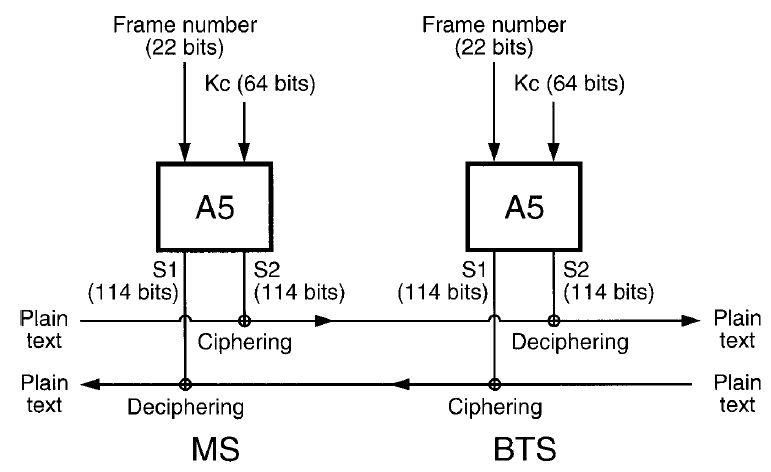 Frame number
(22 bits)
Kc (64 bits)
Frame number
(22 bits)
Kc (64 bits)
A5
A5
S1
(114 bits)
S2
(114 bits)
S1
(114 bits)
S2
(114 bits)
Plain
text
Ciphering
Deciphering
Plain
text
Plain
text
Deciphering
Ciphering
Plain
text
MS
BTS